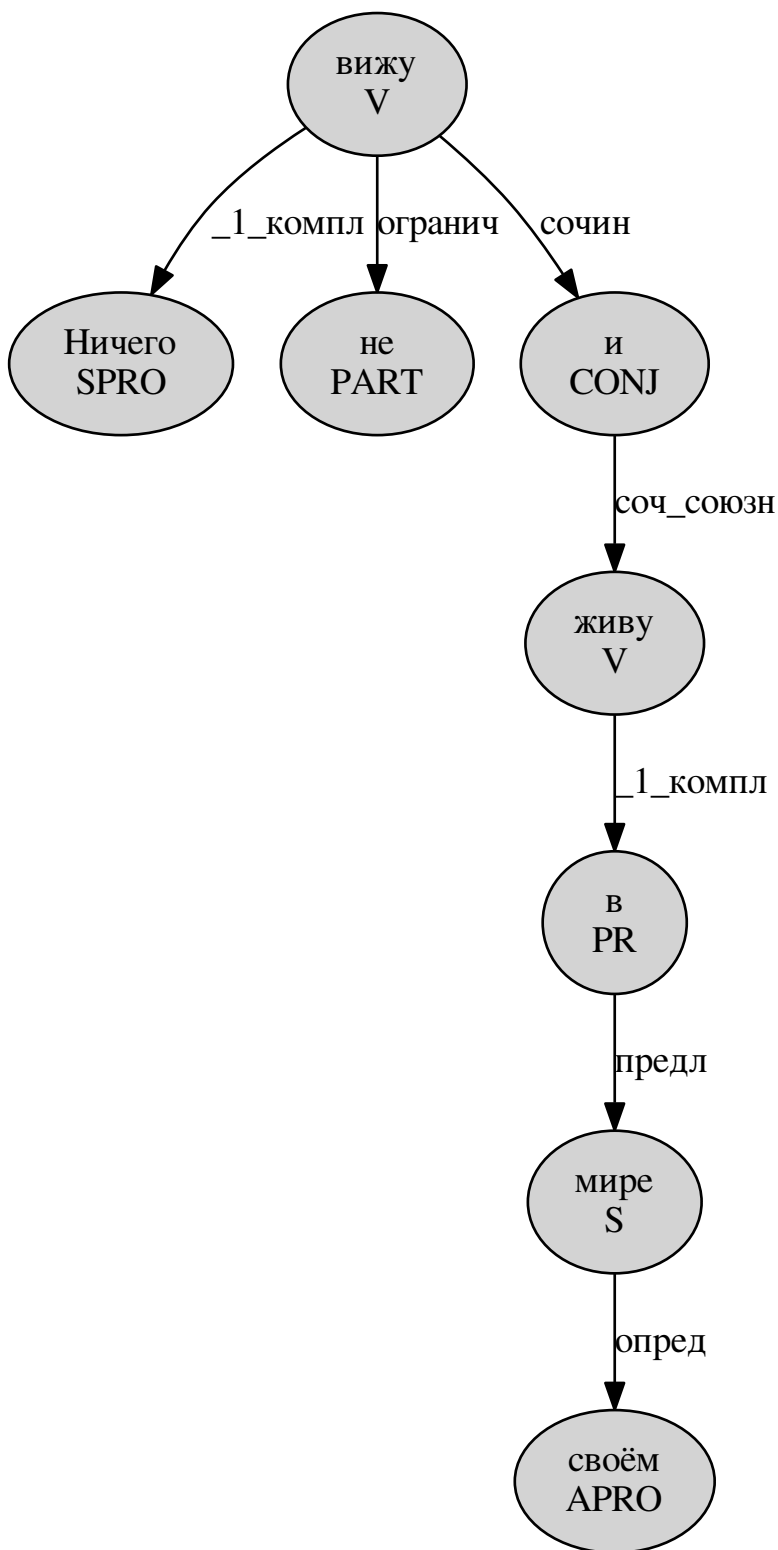 вижу
V
_1_компл
огранич
сочин
Ничего
SPRO
не
PART
и
CONJ
соч_союзн
живу
V
_1_компл
в
PR
предл
мире
S
опред
своём
APRO